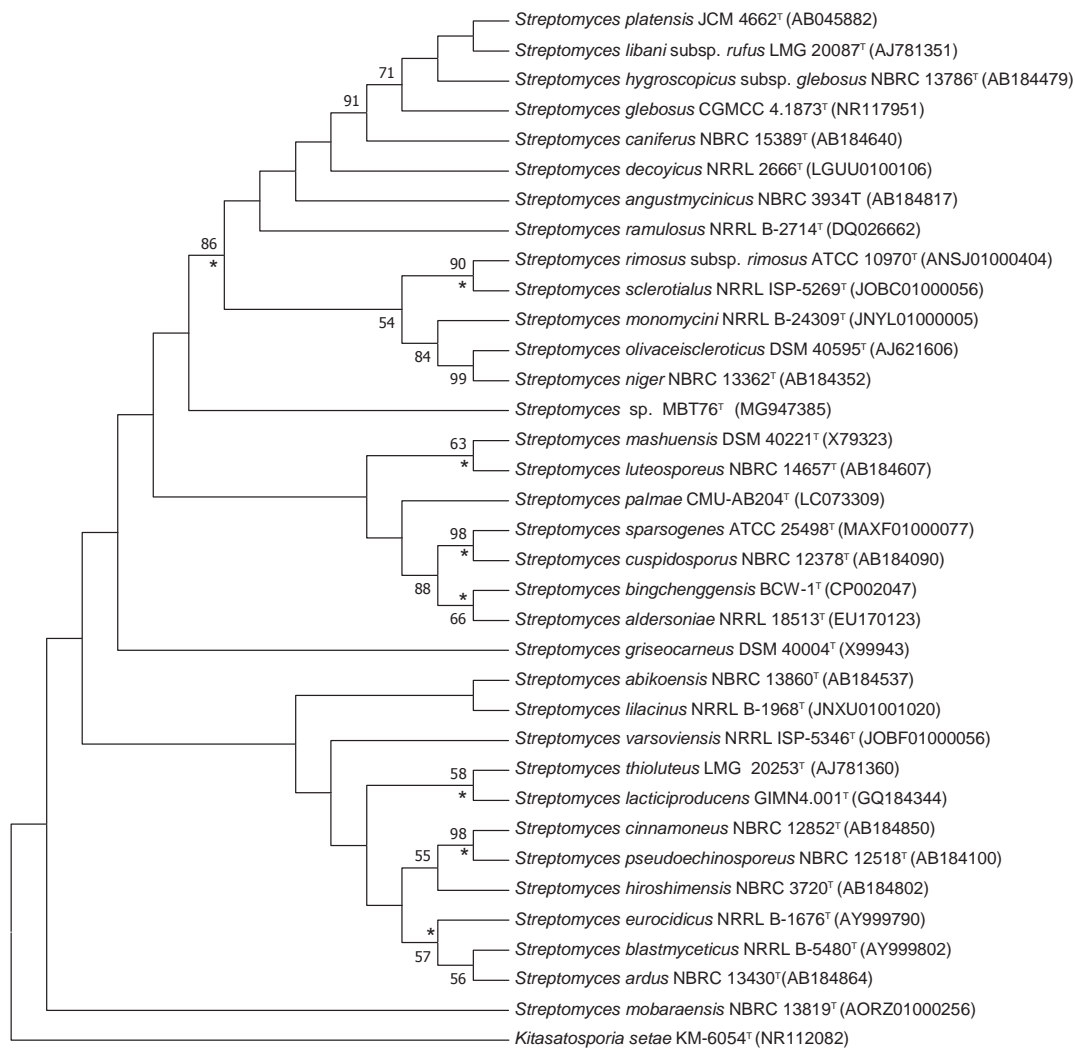 Streptomyces platensis JCM 4662ᵀ (AB045882)
Streptomyces libani subsp. rufus LMG 20087ᵀ (AJ781351)
71 Streptomyces hygroscopicus subsp. glebosus NBRC 13786ᵀ (AB184479)
91 Streptomyces glebosus CGMCC 4.1873ᵀ (NR117951)
Streptomyces caniferus NBRC 15389ᵀ (AB184640)
Streptomyces decoyicus NRRL 2666ᵀ (LGUU0100106)
Streptomyces angustmycinicus NBRC 3934T (AB184817)
Streptomyces ramulosus NRRL B-2714ᵀ (DQ026662)
86
*
90 Streptomyces rimosus subsp. rimosus ATCC 10970ᵀ (ANSJ01000404)
* Streptomyces sclerotialus NRRL ISP-5269ᵀ (JOBC01000056)
54 Streptomyces monomycini NRRL B-24309ᵀ (JNYL01000005)
84 Streptomyces olivaceiscleroticus DSM 40595ᵀ (AJ621606)
99 Streptomyces niger NBRC 13362ᵀ (AB184352)
Streptomyces sp. MBT76ᵀ (MG947385)
63 Streptomyces mashuensis DSM 40221ᵀ (X79323)
* Streptomyces luteosporeus NBRC 14657ᵀ (AB184607)
Streptomyces palmae CMU-AB204ᵀ (LC073309)
98 Streptomyces sparsogenes ATCC 25498ᵀ (MAXF01000077)
* Streptomyces cuspidosporus NBRC 12378ᵀ (AB184090)
88 * Streptomyces bingchenggensis BCW-1ᵀ (CP002047)
66 Streptomyces aldersoniae NRRL 18513ᵀ (EU170123)
Streptomyces griseocarneus DSM 40004ᵀ (X99943)
Streptomyces abikoensis NBRC 13860ᵀ (AB184537)
Streptomyces lilacinus NRRL B-1968ᵀ (JNXU01001020)
Streptomyces varsoviensis NRRL ISP-5346ᵀ (JOBF01000056)
58 Streptomyces thioluteus LMG 20253ᵀ (AJ781360)
* Streptomyces lacticiproducens GIMN4.001ᵀ (GQ184344)
98 Streptomyces cinnamoneus NBRC 12852ᵀ (AB184850)
55 * Streptomyces pseudoechinosporeus NBRC 12518ᵀ (AB184100)
Streptomyces hiroshimensis NBRC 3720ᵀ (AB184802)
* Streptomyces eurocidicus NRRL B-1676ᵀ (AY999790)
57 Streptomyces blastmyceticus NRRL B-5480ᵀ (AY999802)
56 Streptomyces ardus NBRC 13430ᵀ(AB184864)
Streptomyces mobaraensis NBRC 13819ᵀ (AORZ01000256)
Kitasatosporia setae KM-6054ᵀ (NR112082)